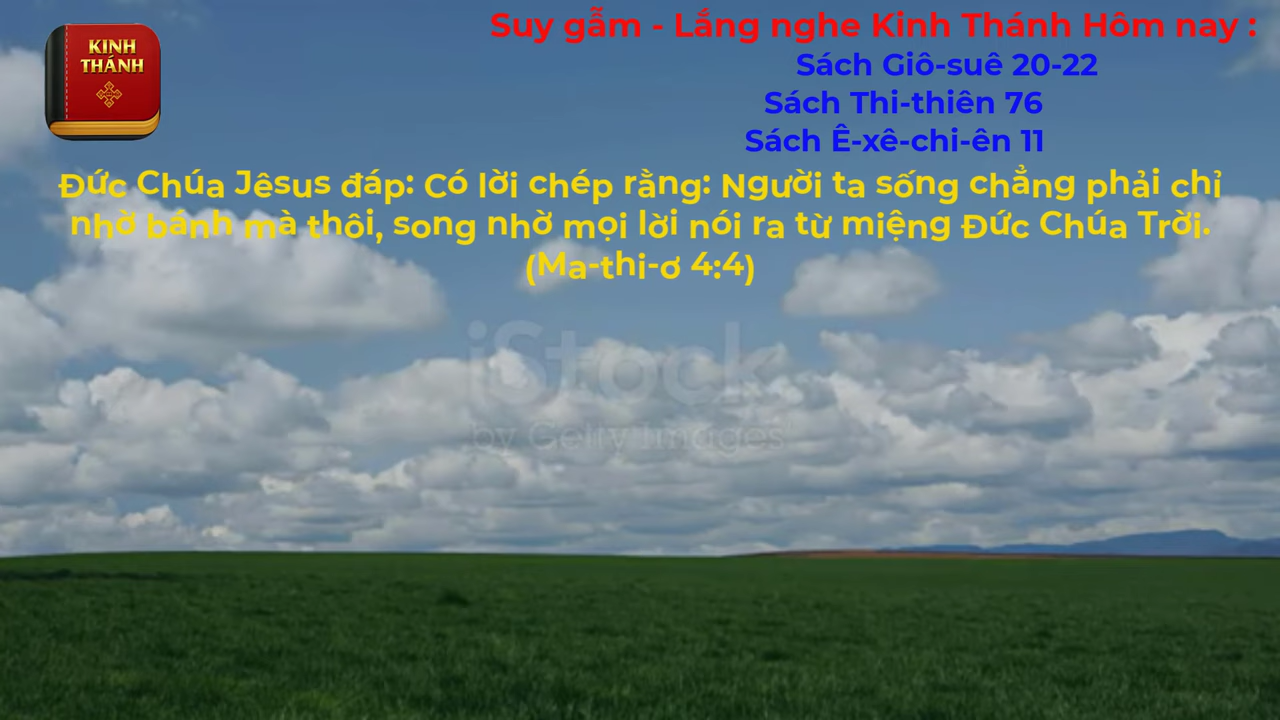 KINH
THÁNH
Suy gẫm - Lắng nghe Kinh Thánh Hôm nay :
Sách Giô-suê 20-22
Sách Thi-thiên 76
Sách Ê-xê-chi-ên 11
Đức Chúa Jêsus đáp: Có lời chép rằng: Người ta sống chẳng phải chỉ
nhờ bánh mà thôi, song nhờ mọi lời nói ra từ miệng Đức Chúa Trời.
(Ma-thi-ơ 4:4)
iStock
by Getty Images